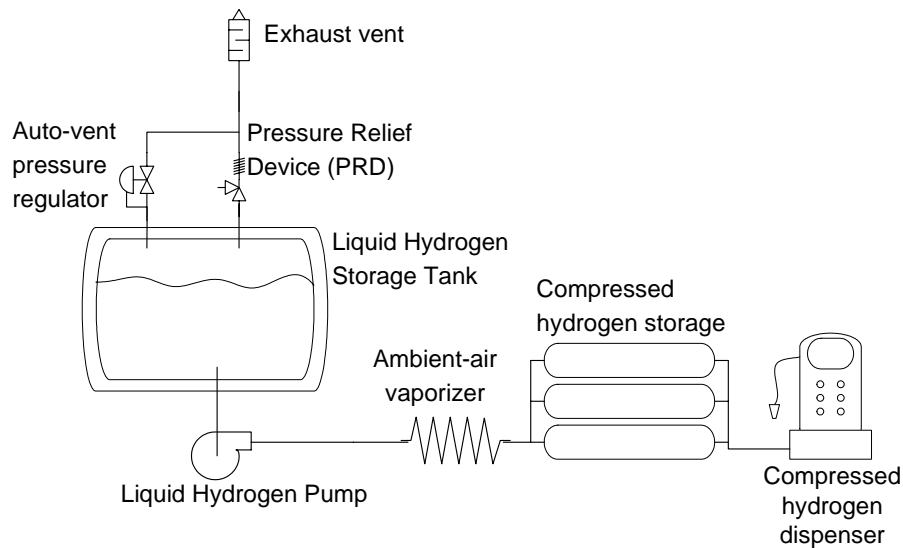 Exhaust vent
Auto-vent
pressure
regulator
Pressure Relief
Device (PRD)
Liquid Hydrogen
Storage Tank
Compressed
hydrogen storage
Ambient-air
vaporizer
Liquid Hydrogen Pump
Compressed
hydrogen
dispenser